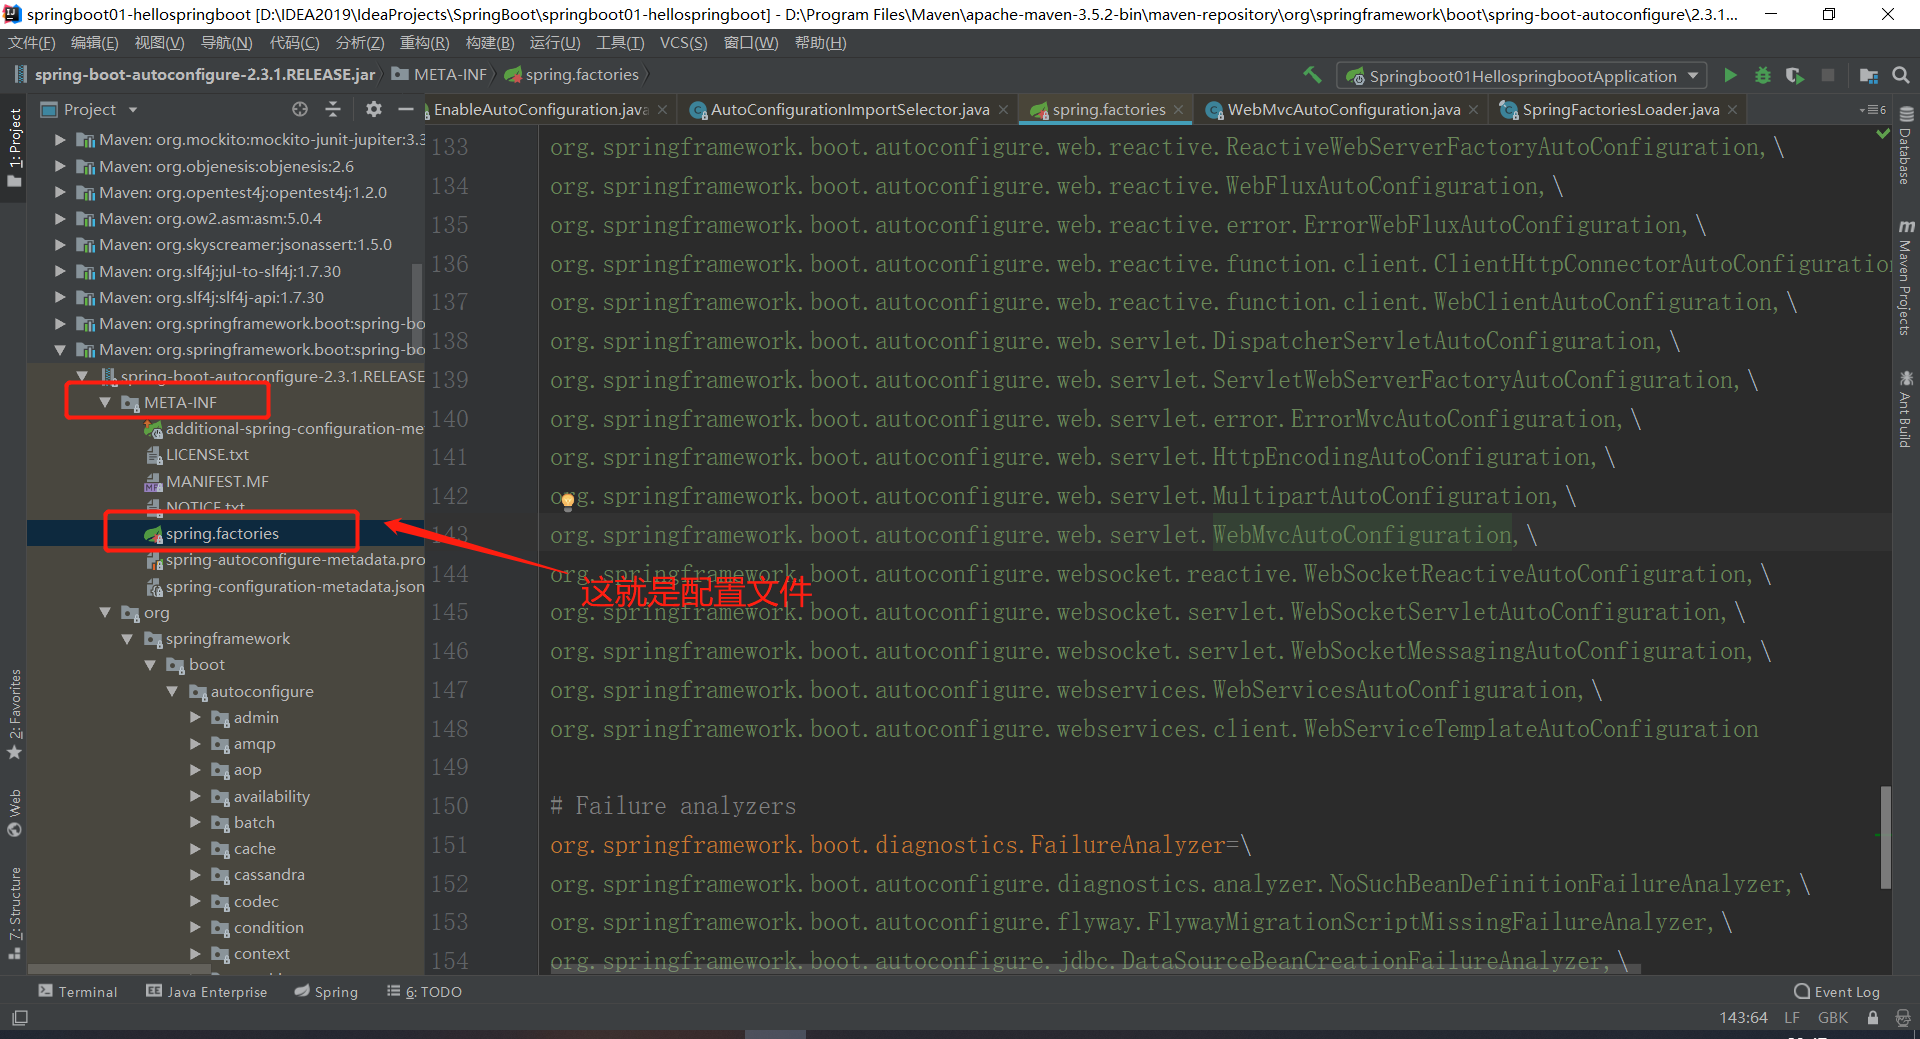 springboot01-hellospringboot [D:\IDEA2019\IdeaProjects\SpringBoot\springboot01-hellospringboot] - D:\Program Files\Maven\apache-maven-3.5.2-bin\maven-repository\org\springframework\boot\spring-boot-autoconfigure\2.3.1...
文件(F) 编辑(E) 视图(V) 导航(N) 代码(C) 分析(Z) 重构(R) 构建(B) 运行(U) 工具(T) VCS(S) 窗口(W) 帮助(H)
spring-boot-autoconfigure-2.3.1.RELEASE.jar META-INF spring.factories
Springboot01HellospringbootApplication
Project
EnableAutoConfiguration.java AutoConfigurationImportSelector.java spring.factories WebMvcAutoConfiguration.java SpringFactoriesLoader.java 6
1: Project
2: Favorites
Web
7: Structure
Maven: org.mockito:mockito-junit-jupiter:3.3
Maven: org.objenesis:objenesis:2.6
Maven: org.opentest4j:opentest4j:1.2.0
Maven: org.ow2.asm:asm:5.0.4
Maven: org.skyscreamer:jsonassert:1.5.0
Maven: org.slf4j:jul-to-slf4j:1.7.30
Maven: org.slf4j:slf4j-api:1.7.30
Maven: org.springframework.boot:spring-bo
Maven: org.springframework.boot:spring-bo
spring-boot-autoconfigure-2.3.1.RELEASE
META-INF
additional-spring-configuration-me
LICENSE.txt
MANIFEST.MF
NOTICE.txt
spring.factories
spring-autoconfigure-metadata.pro
spring-configuration-metadata.json
org
springframework
boot
autoconfigure
admin
amqp
aop
availability
batch
cache
cassandra
codec
condition
context
133 org.springframework.boot.autoconfigure.web.reactive.ReactiveWebServerFactoryAutoConfiguration,\
134 org.springframework.boot.autoconfigure.web.reactive.WebFluxAutoConfiguration,\
135 org.springframework.boot.autoconfigure.web.reactive.error.ErrorWebFluxAutoConfiguration,\
136 org.springframework.boot.autoconfigure.web.reactive.function.client.ClientHttpConnectorAutoConfiguration
137 org.springframework.boot.autoconfigure.web.reactive.function.client.WebClientAutoConfiguration,\
138 org.springframework.boot.autoconfigure.web.servlet.DispatcherServletAutoConfiguration,\
139 org.springframework.boot.autoconfigure.web.servlet.ServletWebServerFactoryAutoConfiguration,\
140 org.springframework.boot.autoconfigure.web.servlet.error.ErrorMvcAutoConfiguration,\
141 org.springframework.boot.autoconfigure.web.servlet.HttpEncodingAutoConfiguration,\
142 org.springframework.boot.autoconfigure.web.servlet.MultipartAutoConfiguration,\
143 org.springframework.boot.autoconfigure.web.servlet.WebMvcAutoConfiguration,\
144 org.springframework.boot.autoconfigure.websocket.reactive.WebSocketReactiveAutoConfiguration,\
这就是配置文件
145 org.springframework.boot.autoconfigure.websocket.servlet.WebSocketServletAutoConfiguration,\
146 org.springframework.boot.autoconfigure.websocket.servlet.WebSocketMessagingAutoConfiguration,\
147 org.springframework.boot.autoconfigure.webservices.WebServicesAutoConfiguration,\
148 org.springframework.boot.autoconfigure.webservices.client.WebServiceTemplateAutoConfiguration
149
150 # Failure analyzers
151 org.springframework.boot.diagnostics.FailureAnalyzer=\
152 org.springframework.boot.autoconfigure.diagnostics.analyzer.NoSuchBeanDefinitionFailureAnalyzer,\
153 org.springframework.boot.autoconfigure.flyway.FlywayMigrationScriptMissingFailureAnalyzer,\
154 org.springframework.boot.autoconfigure.jdbc.DataSourceBeanCreationFailureAnalyzer,\
Database
Maven Projects
Ant Build
Terminal Java Enterprise Spring 6: TODO Event Log
143:64 LF GBK